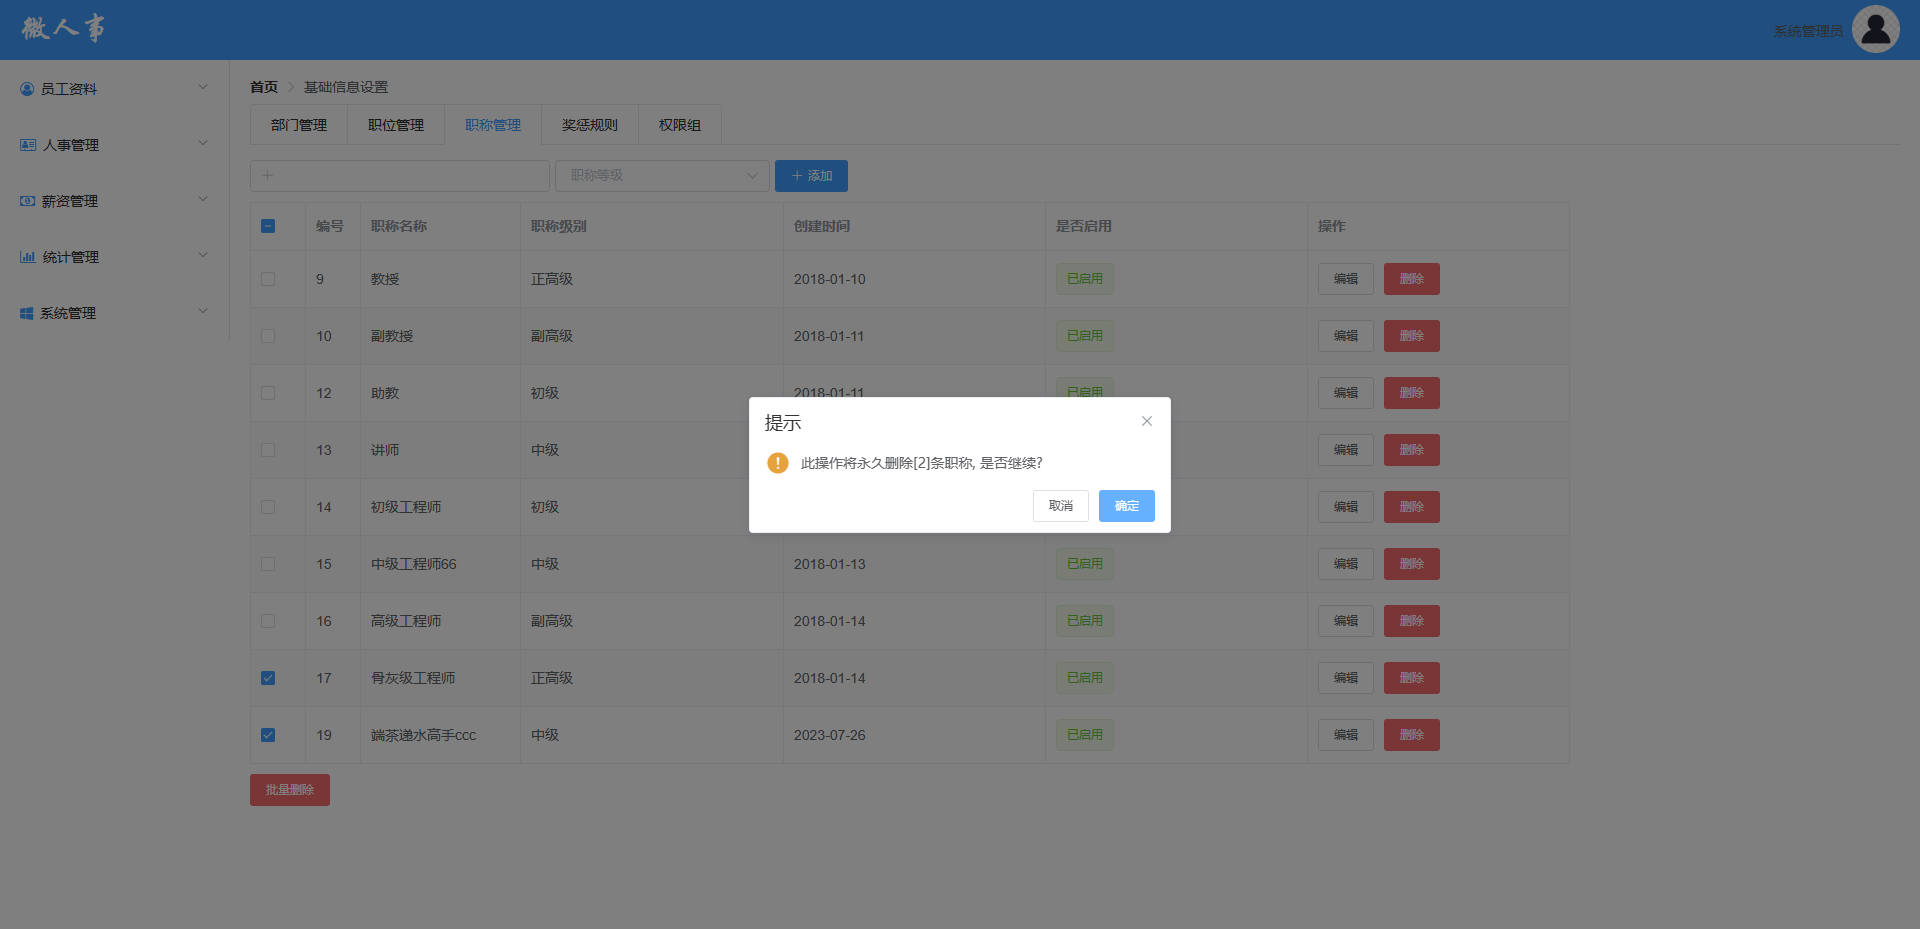 微人事
系统管理员
员工资料
人事管理
薪资管理
统计管理
系统管理
首页 基础信息设置
部门管理 职位管理 职称管理 奖惩规则 权限组
职称等级 添加
编号 职称名称 职称级别 创建时间 是否启用 操作
9 教授 正高级 2018-01-10 已启用 编辑 删除
10 副教授 副高级 2018-01-11 已启用 编辑 删除
12 助教 初级 2018-01-11 已启用 编辑 删除
13 讲师 中级 编辑 删除
14 初级工程师 初级 编辑 删除
15 中级工程师66 中级 2018-01-13 已启用 编辑 删除
16 高级工程师 副高级 2018-01-14 已启用 编辑 删除
17 骨灰级工程师 正高级 2018-01-14 已启用 编辑 删除
19 端茶递水高手ccc 中级 2023-07-26 已启用 编辑 删除
批量删除
提示
此操作将永久删除[2]条职称, 是否继续?
取消 确定